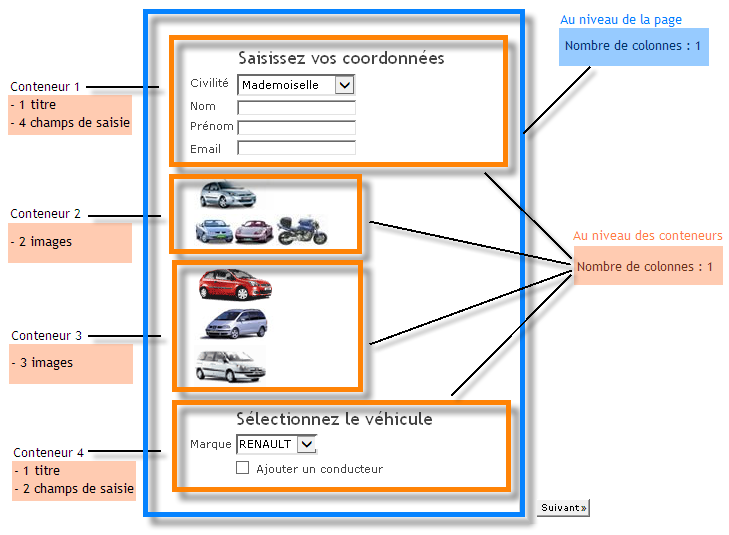 Au niveau de la page
Nombre de colonnes : 1
Saisissez vos coordonnées
Conteneur 1
- 1 titre
- 4 champs de saisie
Civilité Mademoiselle
Nom
Prénom
Email
Conteneur 2
- 2 images
Au niveau des conteneurs
Nombre de colonnes : 1
Conteneur 3
- 3 images
Sélectionnez le véhicule
Marque RENAULT
Ajouter un conducteur
Conteneur 4
- 1 titre
- 2 champs de saisie
Suivant»